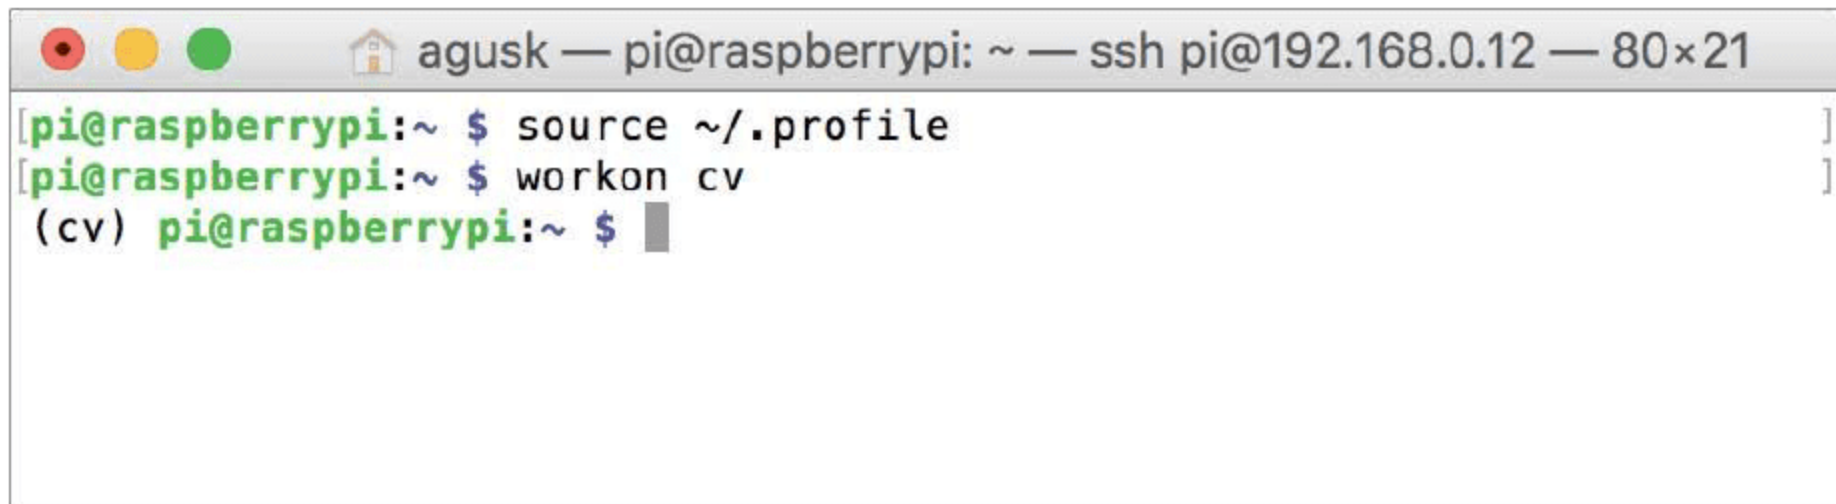 agusk — pi@raspberrypi: ~ — ssh pi@192.168.0.12 — 80×21
[pi@raspberrypi:~ $ source ~/.profile ]
[pi@raspberrypi:~ $ workon cv ]
(cv) pi@raspberrypi:~ $